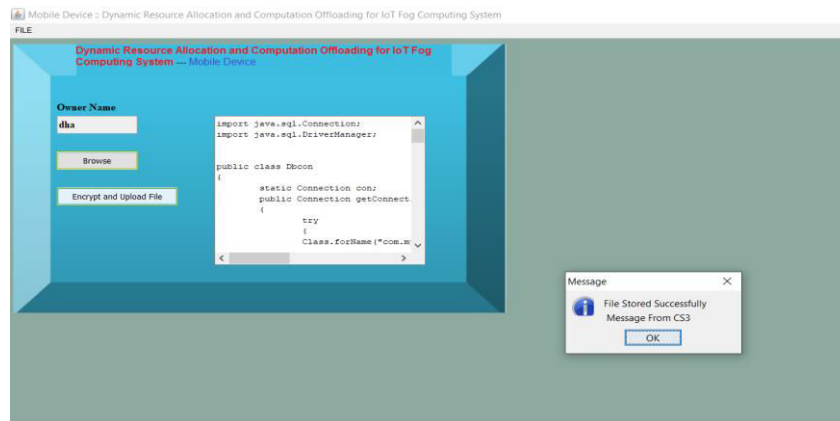 Mobile Device :: Dynamic Resource Allocation and Computation Offloading for IoT Fog Computing System
FILE
Dynamic Resource Allocation and Computation Offloading for IoT Fog
Computing System --- Mobile Device
Owner Name
dha
Browse
Encrypt and Upload File
import java.sql.Connection;
import java.sql.DriverManager;
public class Dbcon
{
static Connection con;
public Connection getConnect
{
try
{
Class.forName("com.m
Message
File Stored Successfully
Message From CS3
OK